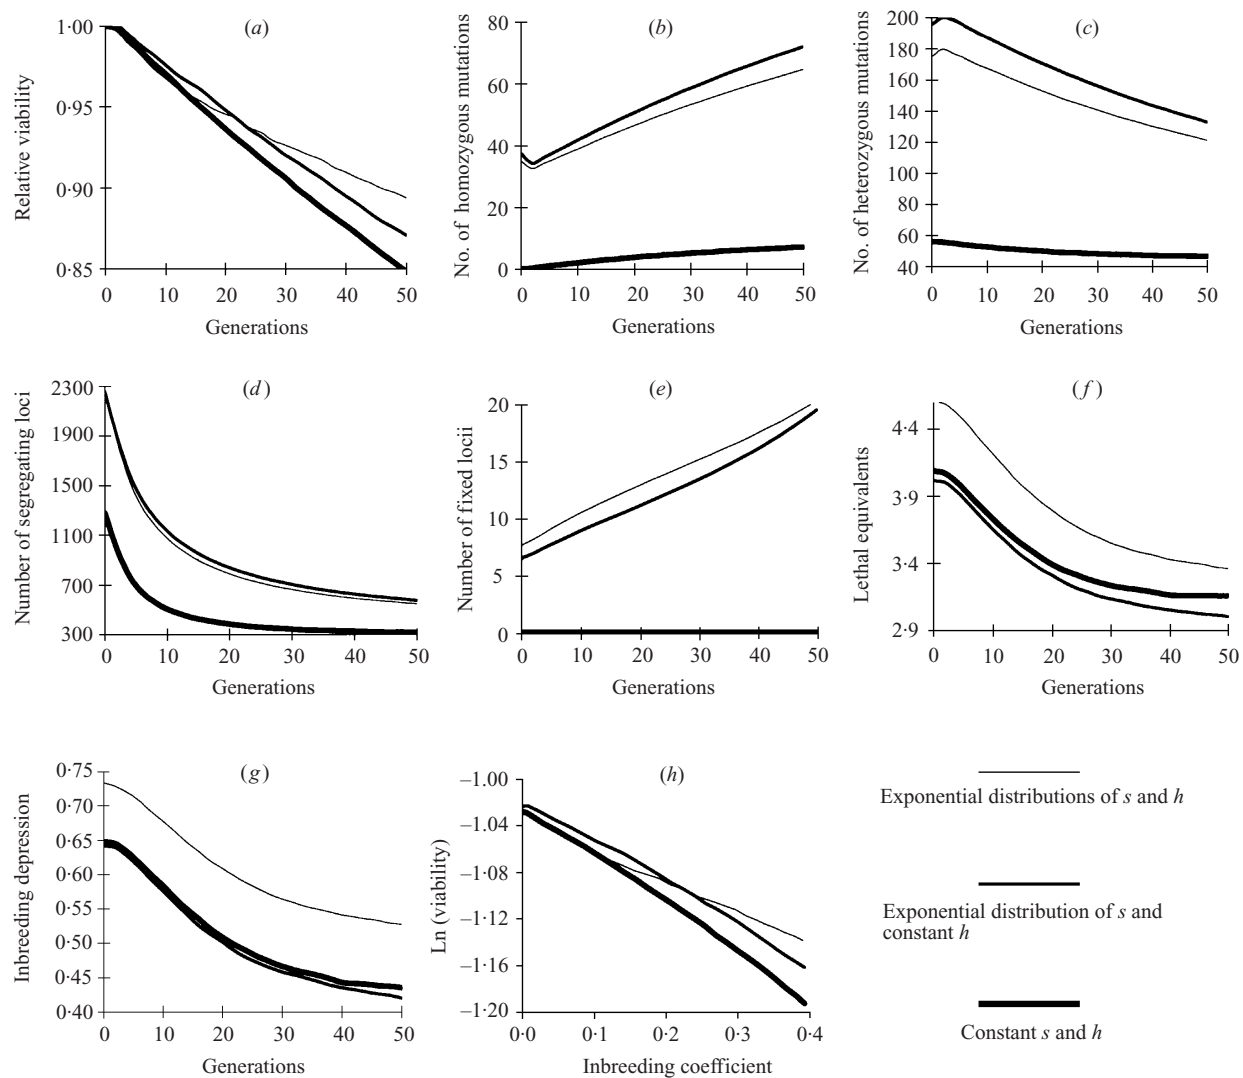 (a)
Relative viability
1·00
0·95
0·90
0·85
0 10 20 30 40 50
Generations
(b)
No. of homozygous mutations
80
60
40
20
0
0 10 20 30 40 50
Generations
(c)
No. of heterozygous mutations
200
180
160
140
120
100
80
60
40
0 10 20 30 40 50
Generations
(d)
Number of segregating loci
2300
1900
1500
1100
700
300
0 10 20 30 40 50
Generations
(e)
Number of fixed locii
20
15
10
5
0
0 10 20 30 40 50
Generations
(f)
Lethal equivalents
4·4
3·9
3·4
2·9
0 10 20 30 40 50
Generations
(g)
Inbreeding depression
0·75
0·70
0·65
0·60
0·55
0·50
0·45
0·40
0 10 20 30 40 50
Generations
(h)
Ln (viability)
–1·00
–1·04
–1·08
–1·12
–1·16
–1·20
0·0 0·1 0·2 0·3 0·4
Inbreeding coefficient
Exponential distributions of s and h
Exponential distribution of s and
constant h
Constant s and h